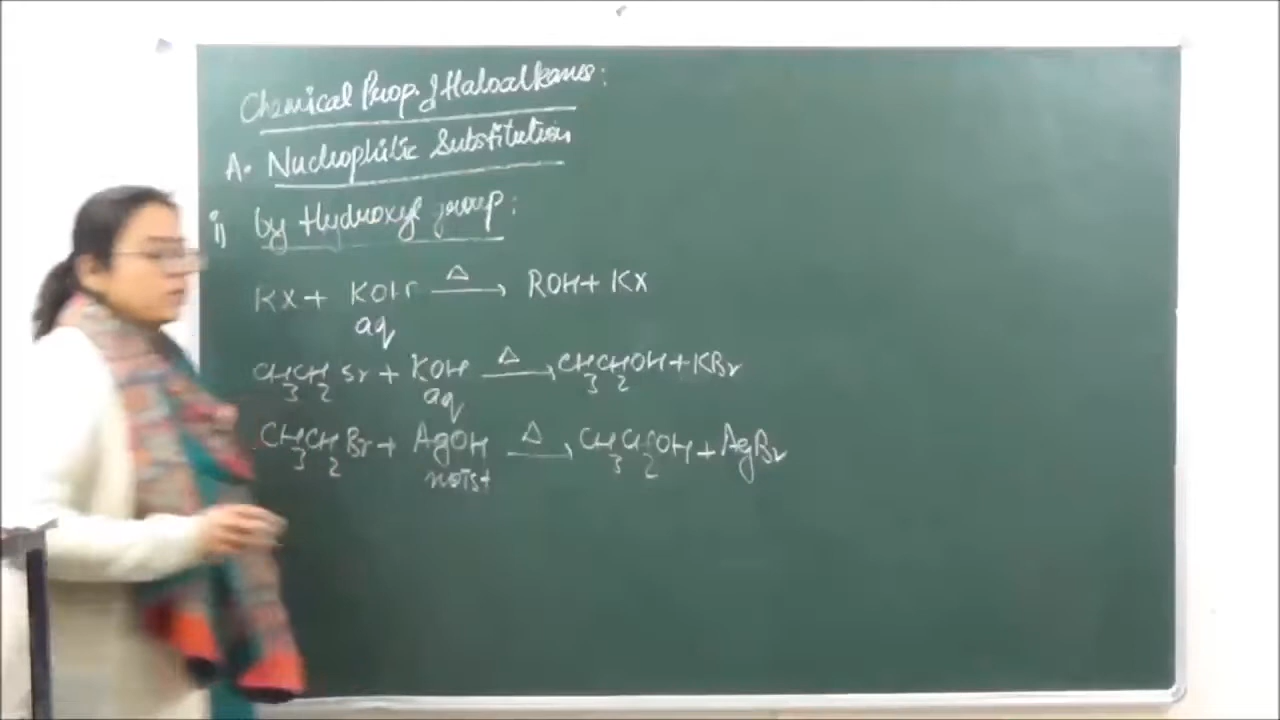 Chemical Prop. of Haloalkanes:
A. Nucleophilic Substitution
i) by Hydroxyl group:
RX + KOH Δ → ROH + KX
aq
CH₃CH₂Br + KOH Δ → CH₃CH₂OH + KBr
aq
CH₃CH₂Br + AgOH Δ → CH₃CH₂OH + AgBr
moist